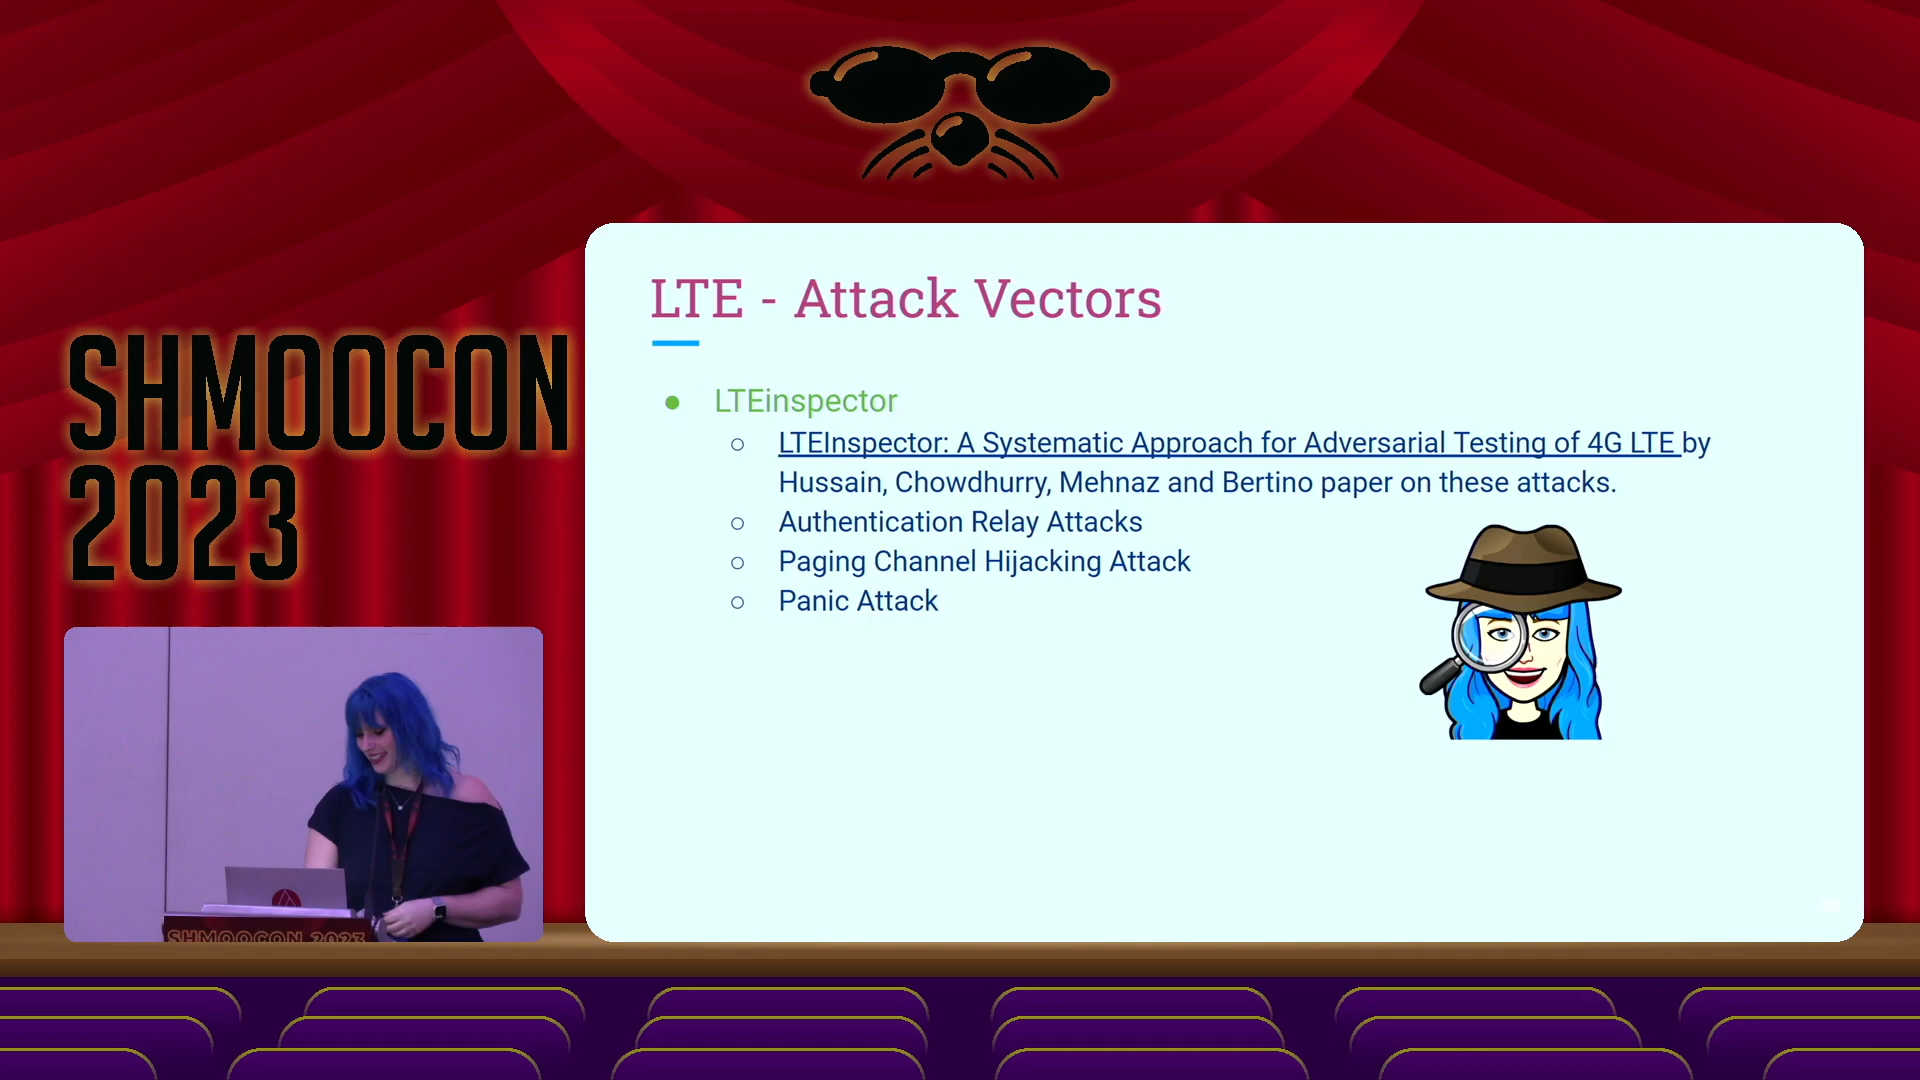 SHMOOCON
2023
LTE - Attack Vectors
LTEinspector
LTEInspector: A Systematic Approach for Adversarial Testing of 4G LTE by
Hussain, Chowdhurry, Mehnaz and Bertino paper on these attacks.
Authentication Relay Attacks
Paging Channel Hijacking Attack
Panic Attack
SHMOOCON 2023